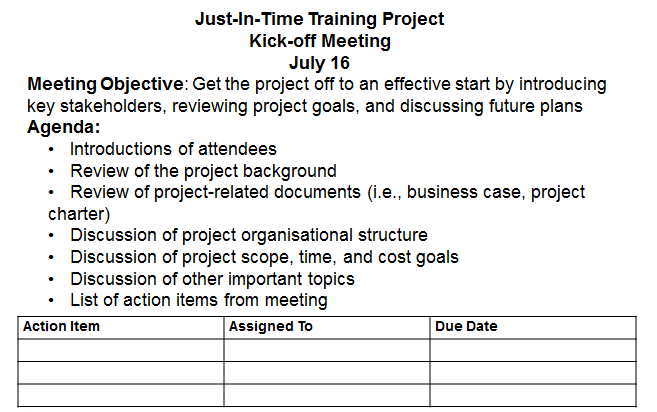 Just-In-Time Training Project
Kick-off Meeting
July 16
Meeting Objective: Get the project off to an effective start by introducing
key stakeholders, reviewing project goals, and discussing future plans
Agenda:
• Introductions of attendees
• Review of the project background
• Review of project-related documents (i.e., business case, project
charter)
• Discussion of project organisational structure
• Discussion of project scope, time, and cost goals
• Discussion of other important topics
• List of action items from meeting
Action Item Assigned To Due Date